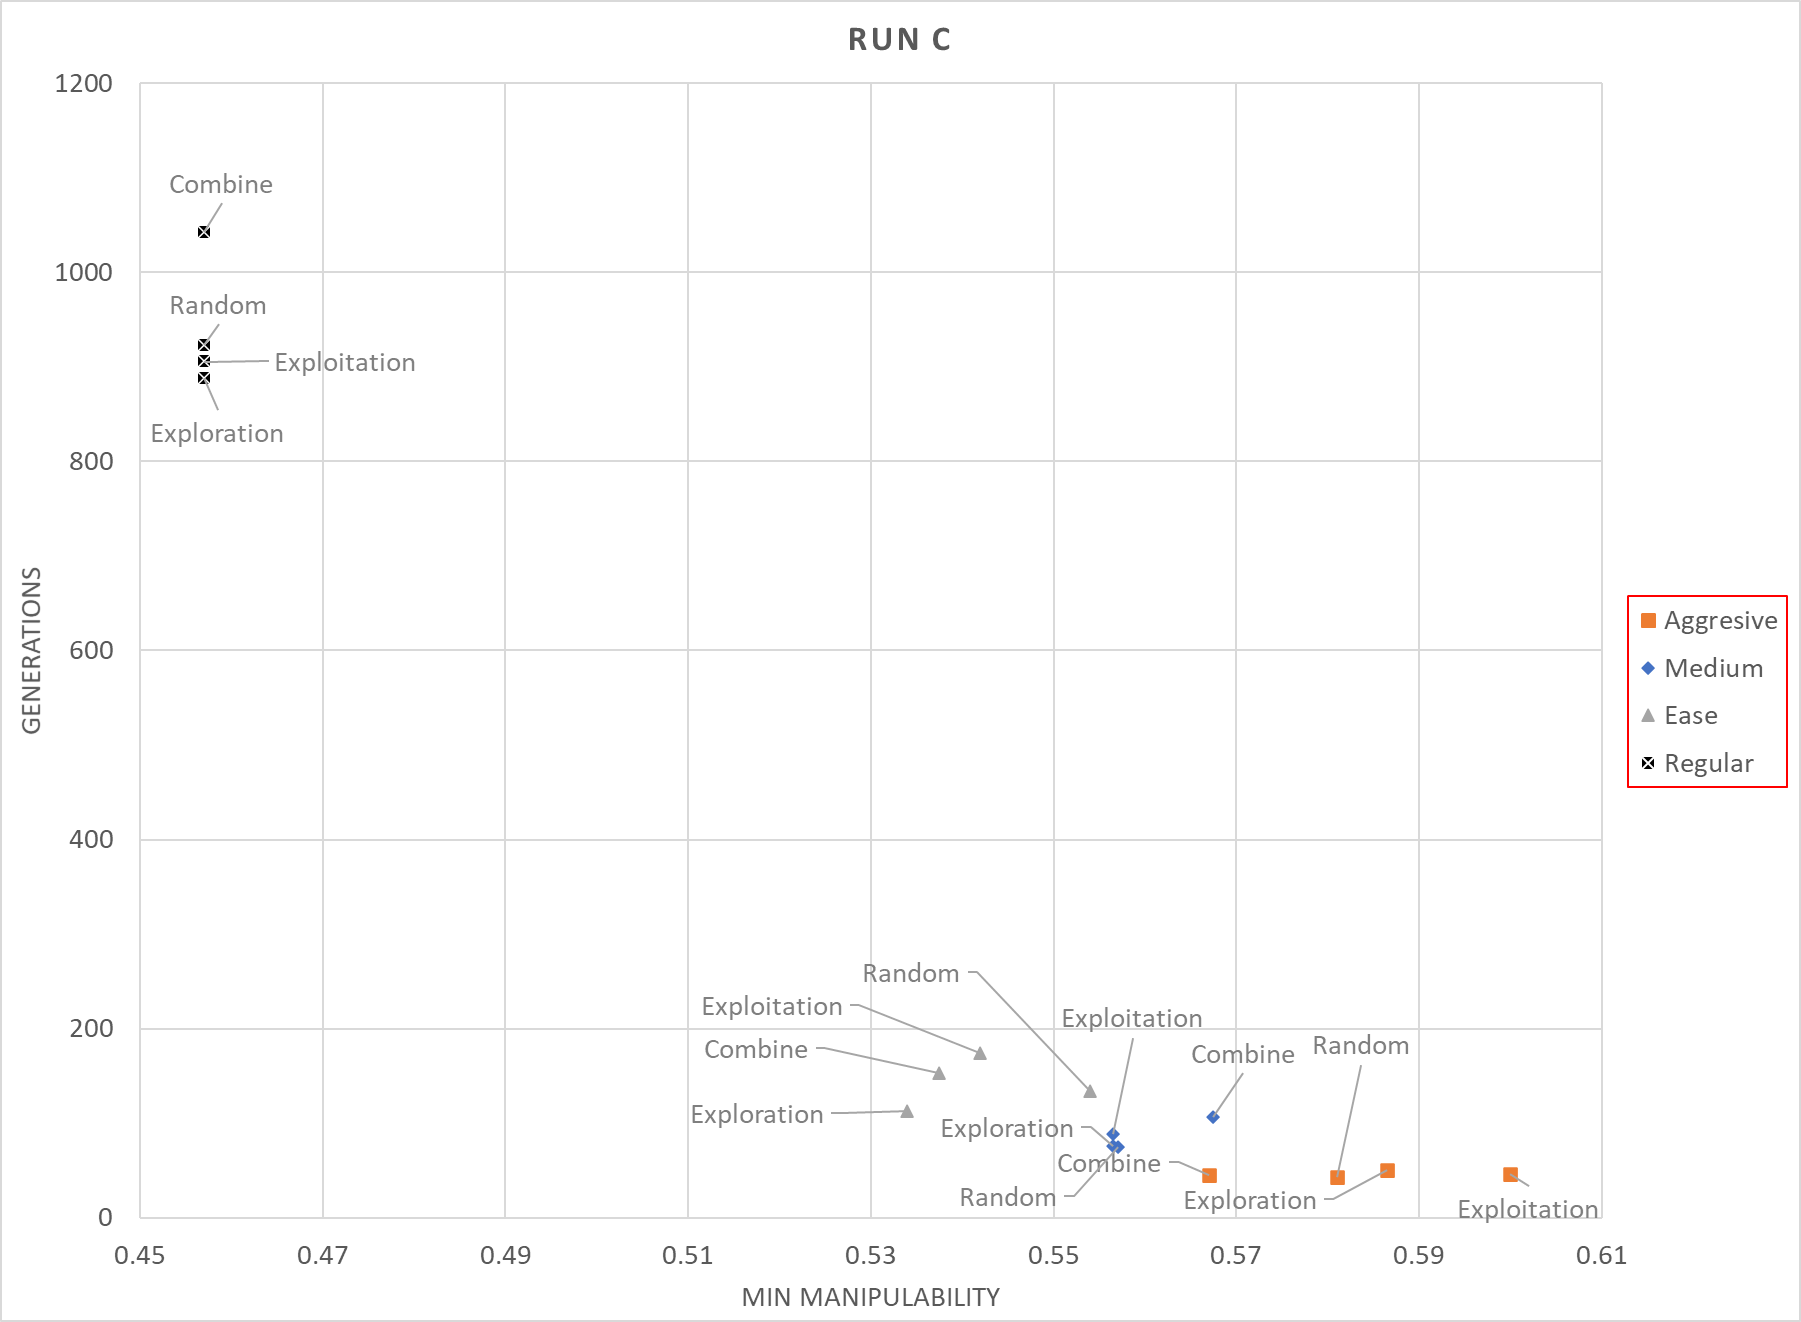 RUN C
1200
1000
800
600
400
200
0
GENERATIONS
Combine
Random
Exploitation
Exploration
Random
Exploitation
Exploitation
Combine
Combine
Random
Exploration
Exploration
Combine
Random
Exploration
Exploitation
0.45 0.47 0.49 0.51 0.53 0.55 0.57 0.59 0.61
MIN MANIPULABILITY
Aggresive
Medium
Ease
Regular